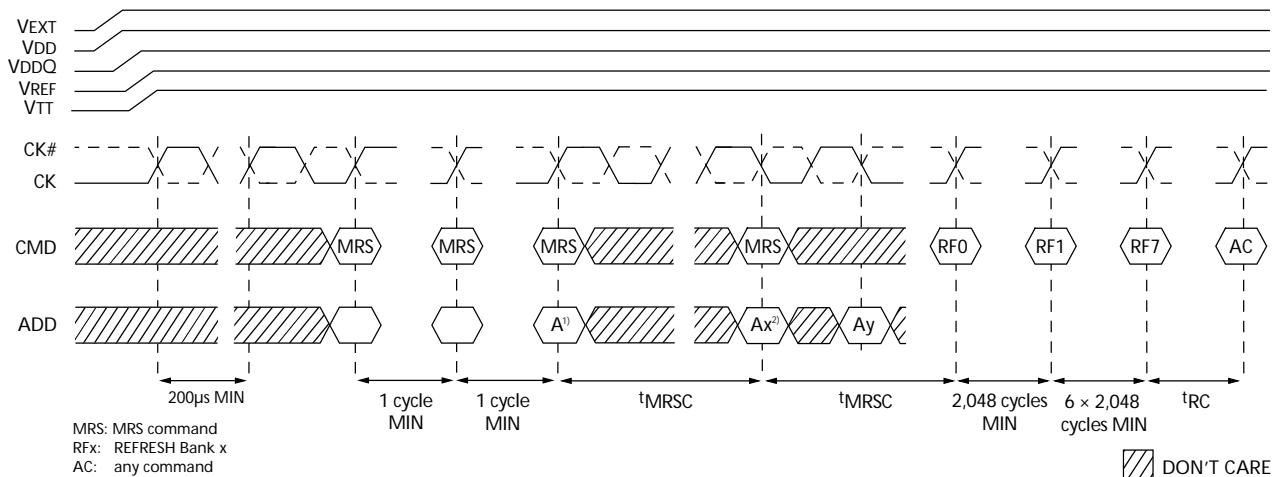 VEXT
VDD
VDDQ
VREF
VTT
CK#
CK
CMD MRS MRS MRS MRS RF0 RF1 RF7 AC
ADD A1) Ax2) Ay
200µs MIN 1 cycle MIN 1 cycle MIN tMRSC tMRSC 2,048 cycles MIN 6 × 2,048 cycles MIN tRC
MRS: MRS command
RFx: REFRESH Bank x
AC: any command
DON'T CARE